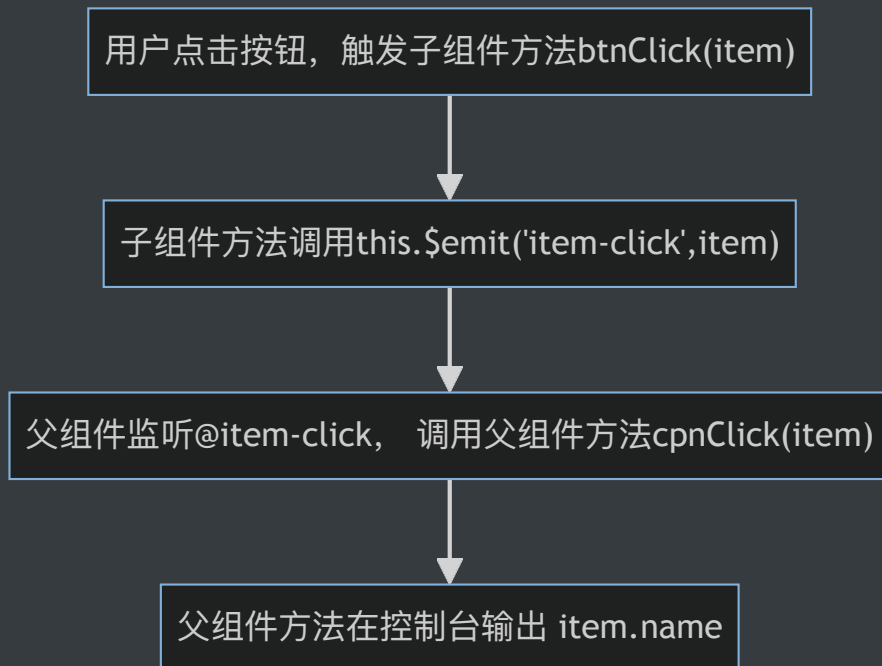 用户点击按钮，触发子组件方法btnClick(item)
子组件方法调用this.$emit('item-click',item)
父组件监听@item-click， 调用父组件方法cpnClick(item)
父组件方法在控制台输出 item.name